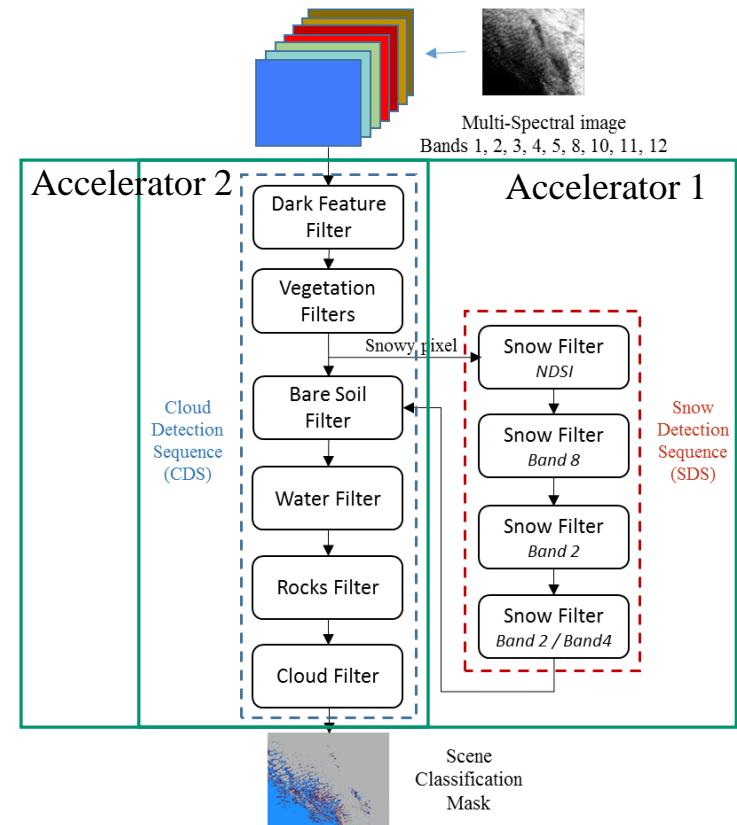 Multi-Spectral image
Bands 1, 2, 3, 4, 5, 8, 10, 11, 12
Accelerator 2
Accelerator 1
Dark Feature
Filter
Vegetation
Filters
Snowy pixel
Snow Filter
NDSI
Bare Soil
Filter
Cloud
Detection
Sequence
(CDS)
Snow Filter
Band 8
Snow
Detection
Sequence
(SDS)
Water Filter
Snow Filter
Band 2
Rocks Filter
Snow Filter
Band 2 / Band4
Cloud Filter
Scene
Classification
Mask